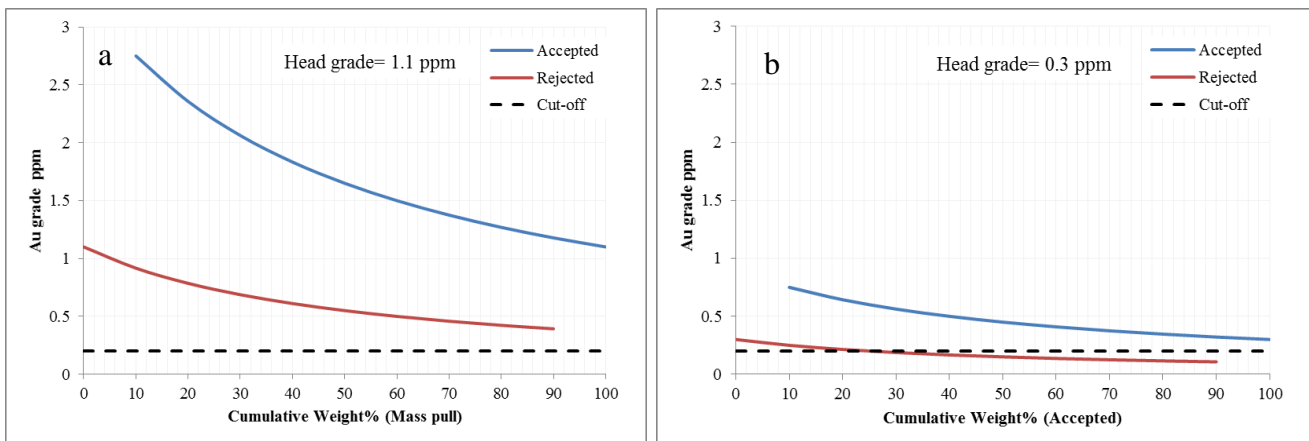 a
Head grade= 1.1 ppm
Accepted
Rejected
Cut-off
Au grade ppm
3
2.5
2
1.5
1
0.5
0
0 10 20 30 40 50 60 70 80 90 100
Cumulative Weight% (Mass pull)
b
Head grade= 0.3 ppm
Accepted
Rejected
Cut-off
Au grade ppm
3
2.5
2
1.5
1
0.5
0
0 10 20 30 40 50 60 70 80 90 100
Cumulative Weight% (Accepted)